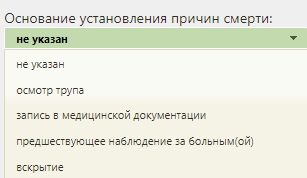 Основание установления причин смерти:
не указан
не указан
осмотр трупа
запись в медицинской документации
предшествующее наблюдение за больным(ой)
вскрытие